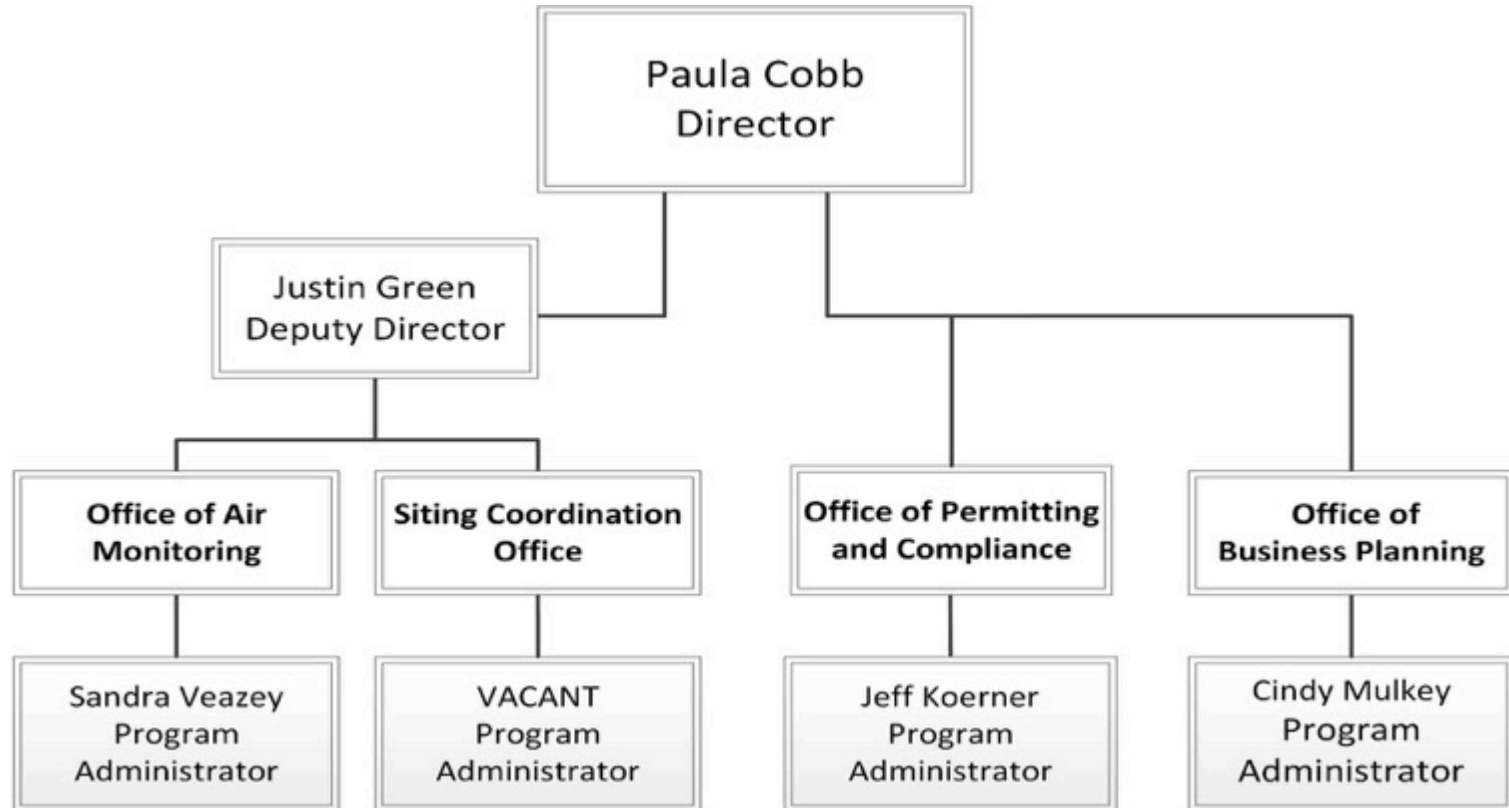 Paula Cobb
Director
Justin Green
Deputy Director
Office of Air
Monitoring
Siting Coordination
Office
Office of Permitting
and Compliance
Office of
Business Planning
Sandra Veazey
Program
Administrator
VACANT
Program
Administrator
Jeff Koerner
Program
Administrator
Cindy Mulkey
Program
Administrator